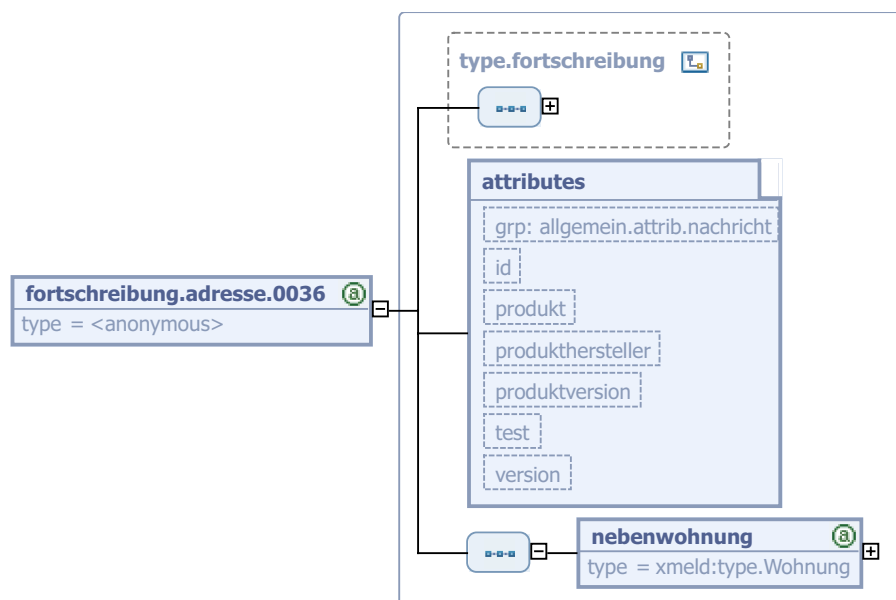 type.fortschreibung
attributes
grp: allgemein.attrib.nachricht
id
produkt
produkthersteller
produktversion
test
version
fortschreibung.adresse.0036
type = <anonymous>
nebenwohnung
type = xmeld:type.Wohnung